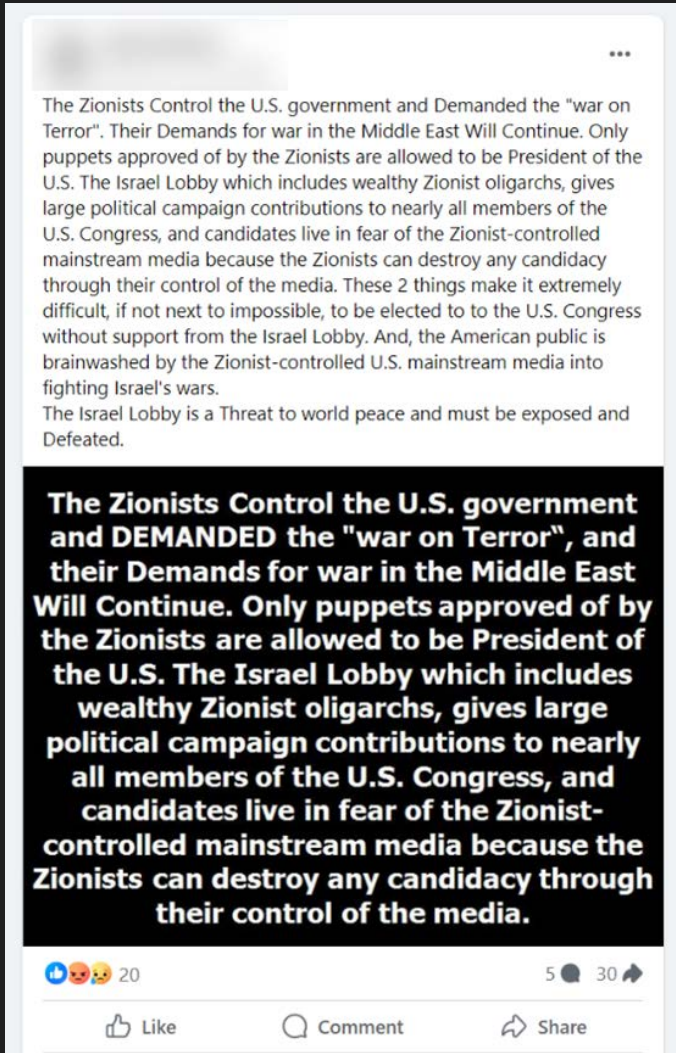 The Zionists Control the U.S. government and Demanded the "war on
Terror". Their Demands for war in the Middle East Will Continue. Only
puppets approved of by the Zionists are allowed to be President of the
U.S. The Israel Lobby which includes wealthy Zionist oligarchs, gives
large political campaign contributions to nearly all members of the
U.S. Congress, and candidates live in fear of the Zionist-controlled
mainstream media because the Zionists can destroy any candidacy
through their control of the media. These 2 things make it extremely
difficult, if not next to impossible, to be elected to to the U.S. Congress
without support from the Israel Lobby. And, the American public is
brainwashed by the Zionist-controlled U.S. mainstream media into
fighting Israel's wars.
The Israel Lobby is a Threat to world peace and must be exposed and
Defeated.
The Zionists Control the U.S. government
and DEMANDED the "war on Terror", and
their Demands for war in the Middle East
Will Continue. Only puppets approved of by
the Zionists are allowed to be President of
the U.S. The Israel Lobby which includes
wealthy Zionist oligarchs, gives large
political campaign contributions to nearly
all members of the U.S. Congress, and
candidates live in fear of the Zionist-
controlled mainstream media because the
Zionists can destroy any candidacy through
their control of the media.
20 5 30
Like Comment Share